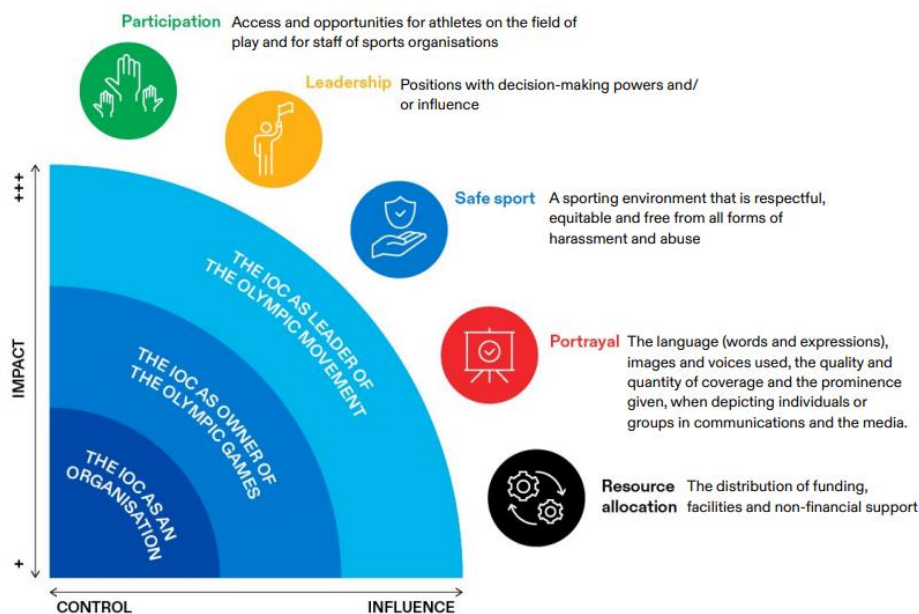 Participation Access and opportunities for athletes on the field of
play and for staff of sports organisations
Leadership Positions with decision-making powers and/
or influence
Safe sport A sporting environment that is respectful,
equitable and free from all forms of
harassment and abuse
Portrayal The language (words and expressions),
images and voices used, the quality and
quantity of coverage and the prominence
given, when depicting individuals or
groups in communications and the media.
Resource The distribution of funding,
allocation facilities and non-financial support
+++
IMPACT
+
THE IOC AS LEADER OF
THE OLYMPIC MOVEMENT
THE IOC AS OWNER OF
THE OLYMPIC GAMES
THE IOC AS AN
ORGANISATION
CONTROL INFLUENCE